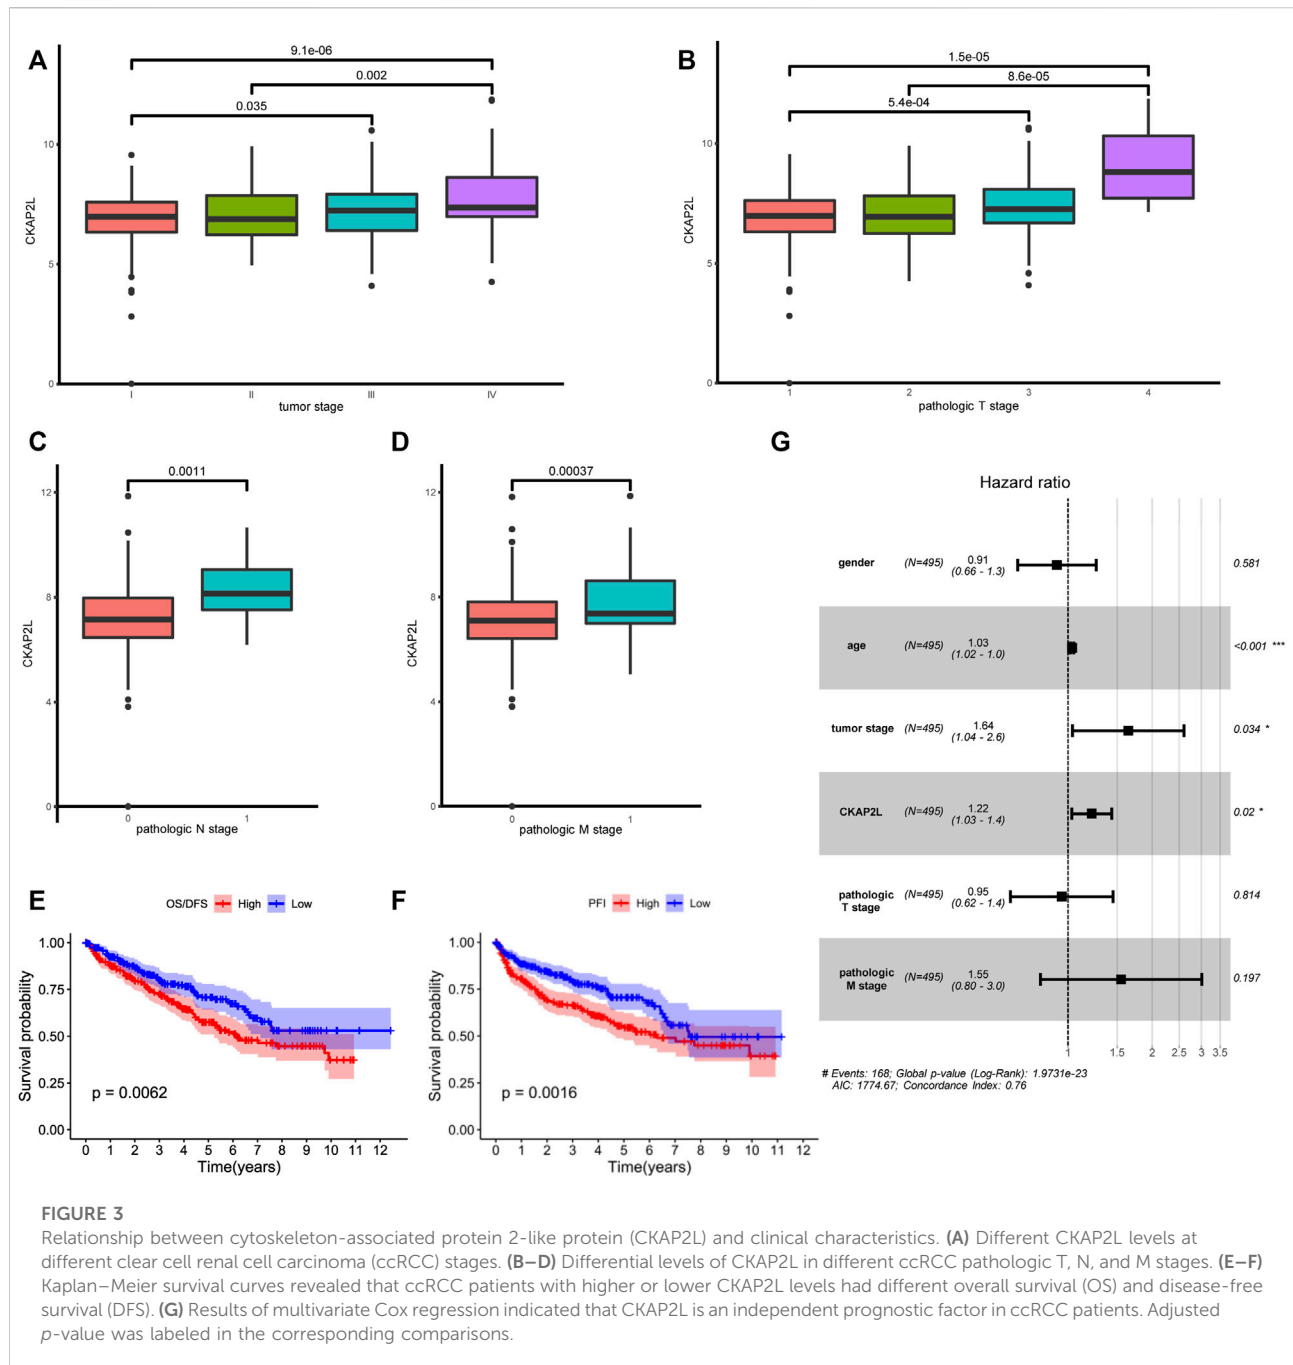 A
9.1e-06
0.002
0.035
10
5
0
CKAP2L
I
II
III
IV
tumor stage
B
1.5e-05
8.6e-05
5.4e-04
10
5
0
CKAP2L
1
2
3
4
pathologic T stage
C
0.0011
12
8
4
0
CKAP2L
0
1
pathologic N stage
D
0.00037
12
8
4
0
CKAP2L
0
1
pathologic M stage
G
Hazard ratio
gender (N=495) 0.91 0.581
(0.66 - 1.3)
age (N=495) 1.03 <0.001 ***
(1.02 - 1.0)
tumor stage (N=495) 1.64 0.034 *
(1.04 - 2.6)
CKAP2L (N=495) 1.22 0.02 *
(1.03 - 1.4)
pathologic T stage (N=495) 0.95 0.814
(0.62 - 1.4)
pathologic M stage (N=495) 1.55 0.197
(0.80 - 3.0)
1 1.5 2 2.5 3 3.5
# Events: 168; Global p-value (Log-Rank): 1.9731e-23
AIC: 1774.67; Concordance Index: 0.76
E
OS/DFS High Low
1.00
0.75
0.50
0.25
0.00
Survival probability
p = 0.0062
0 1 2 3 4 5 6 7 8 9 10 11 12
Time(years)
F
PFI High Low
1.00
0.75
0.50
0.25
0.00
Survival probability
p = 0.0016
0 1 2 3 4 5 6 7 8 9 10 11 12
Time(years)
FIGURE 3
Relationship between cytoskeleton-associated protein 2-like protein (CKAP2L) and clinical characteristics. (A) Different CKAP2L levels at
different clear cell renal cell carcinoma (ccRCC) stages. (B–D) Differential levels of CKAP2L in different ccRCC pathologic T, N, and M stages. (E–F)
Kaplan–Meier survival curves revealed that ccRCC patients with higher or lower CKAP2L levels had different overall survival (OS) and disease-free
survival (DFS). (G) Results of multivariate Cox regression indicated that CKAP2L is an independent prognostic factor in ccRCC patients. Adjusted
p-value was labeled in the corresponding comparisons.